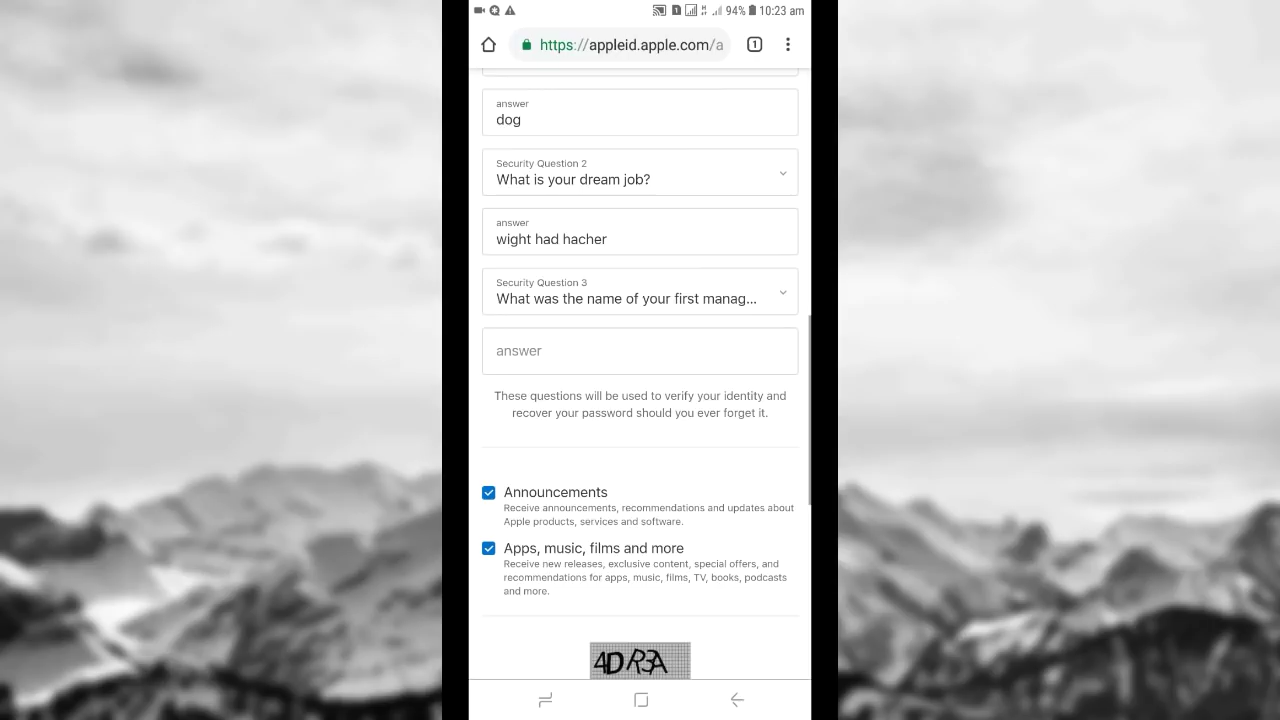 94% 10:23 am
https://appleid.apple.com/a
1
answer
dog
Security Question 2
What is your dream job?
answer
wight had hacher
Security Question 3
What was the name of your first manag...
answer
These questions will be used to verify your identity and
recover your password should you ever forget it.
Announcements
Receive announcements, recommendations and updates about
Apple products, services and software.
Apps, music, films and more
Receive new releases, exclusive content, special offers, and
recommendations for apps, music, films, TV, books, podcasts
and more.
4DR3A